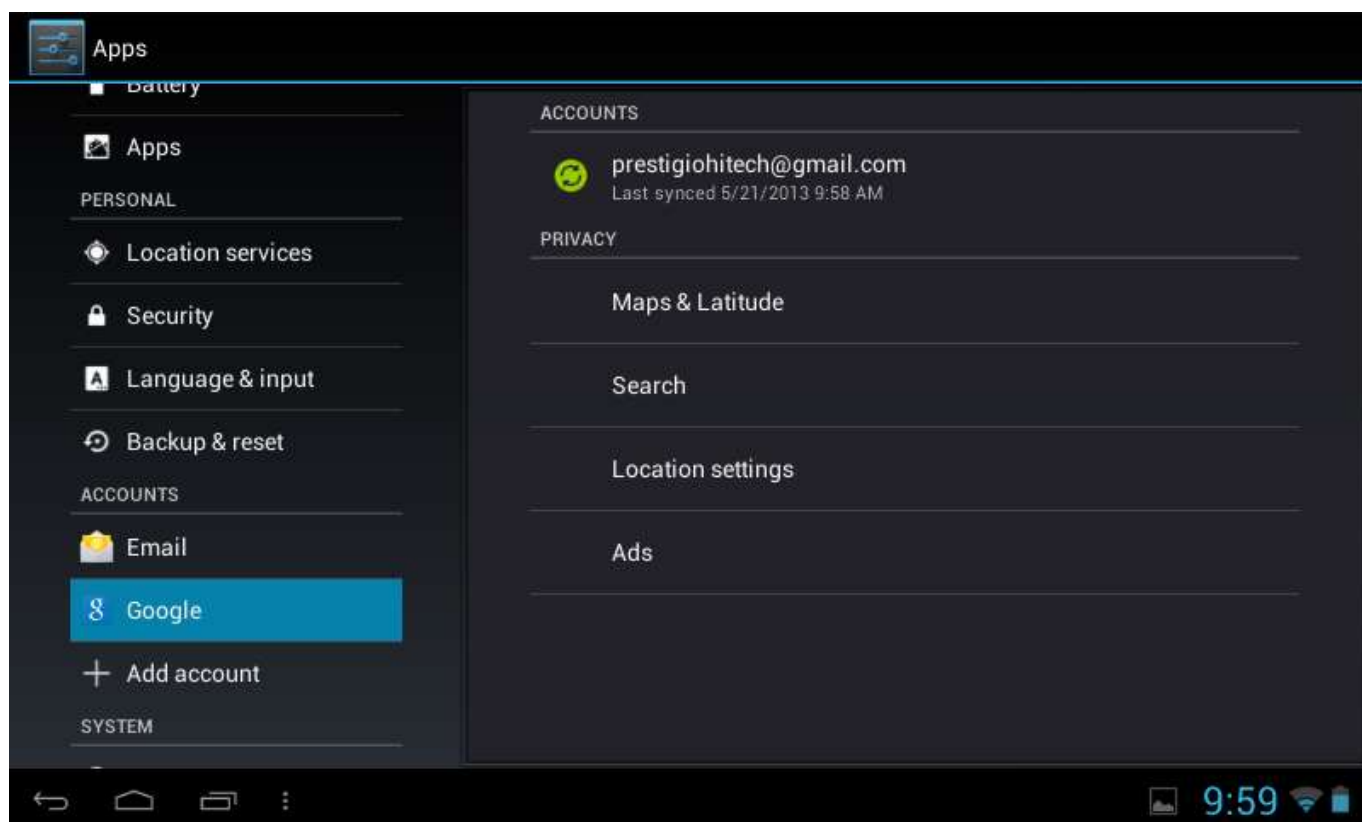 Apps
Battery
Apps
PERSONAL
Location services
Security
Language & input
Backup & reset
ACCOUNTS
Email
Google
Add account
SYSTEM
ACCOUNTS
prestigiohitech@gmail.com
Last synced 5/21/2013 9:58 AM
PRIVACY
Maps & Latitude
Search
Location settings
Ads
9:59